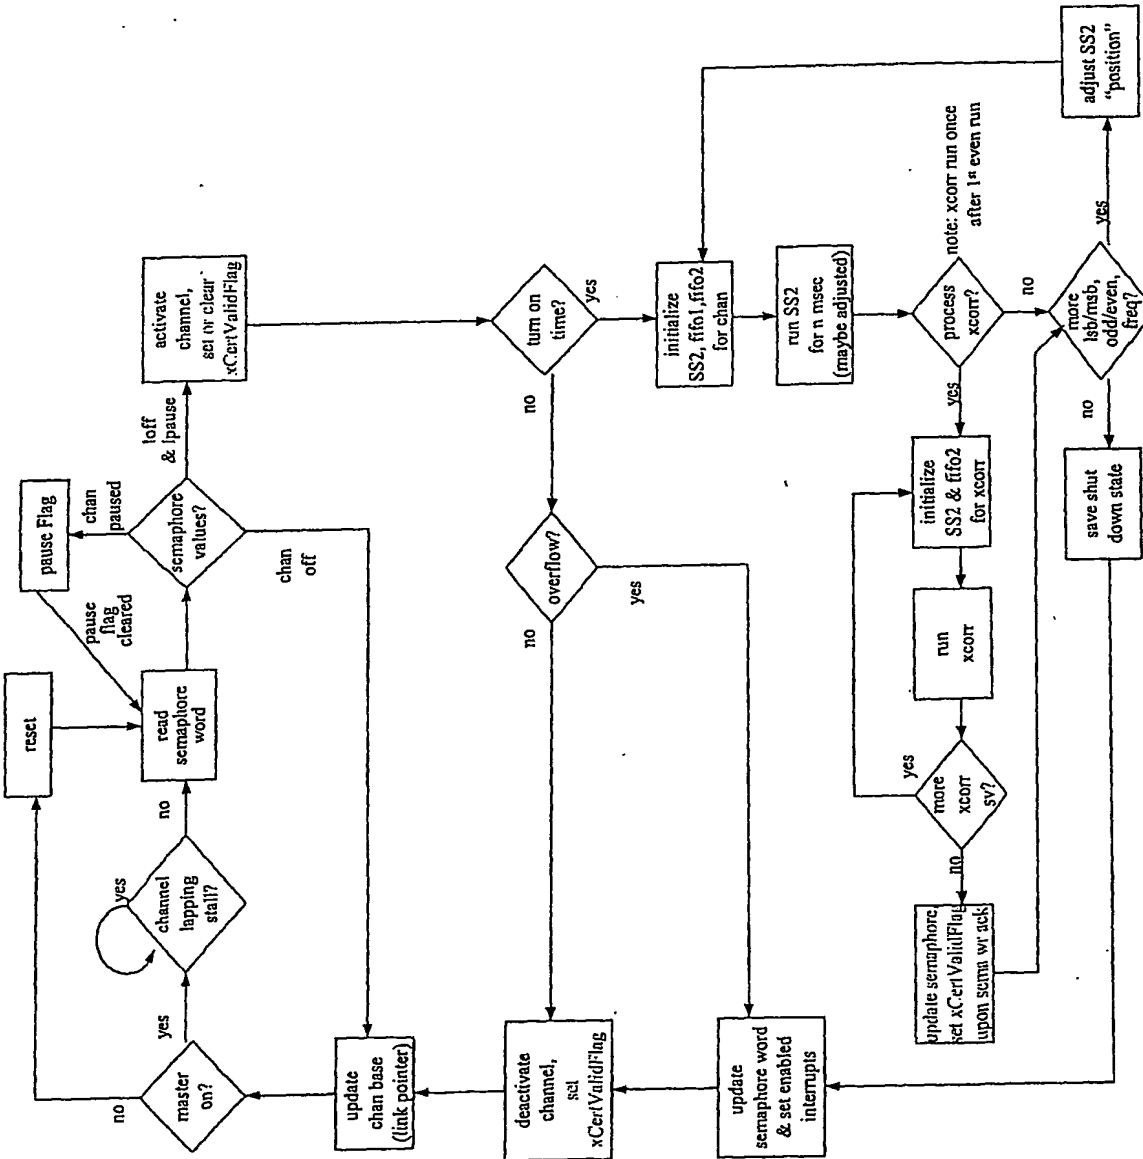 reset
pause Flag
pause
flag
cleared
chan
paused
no
master
on?
yes
channel
lapping
stall?
yes
no
read
semaphore
word
semaphore
values?
!off
& !pause
activate
channel,
set or clear
xCertValidFlag
chan
off
update
chan base
(link pointer)
turn on
time?
yes
no
overflow?
no
yes
deactivate
channel,
set
xCertValidFlag
update
semaphore word
& set enabled
interrupts
initialize
SS2, fifo1,fifo2
for chan
run SS2
for n msec
(maybe adjusted)
process
xcorr?
note: xcorr run once
after 1st even run
yes
no
initialize
SS2 & fifo2
for xcorr
run
xcorr
more
xcorr
sv?
yes
no
update semaphore,
set xCertValidFlag
upon sema wr ack
more
lsb/msb,
odd/even,
freq?
yes
no
adjust SS2
“position”
save shut
down state